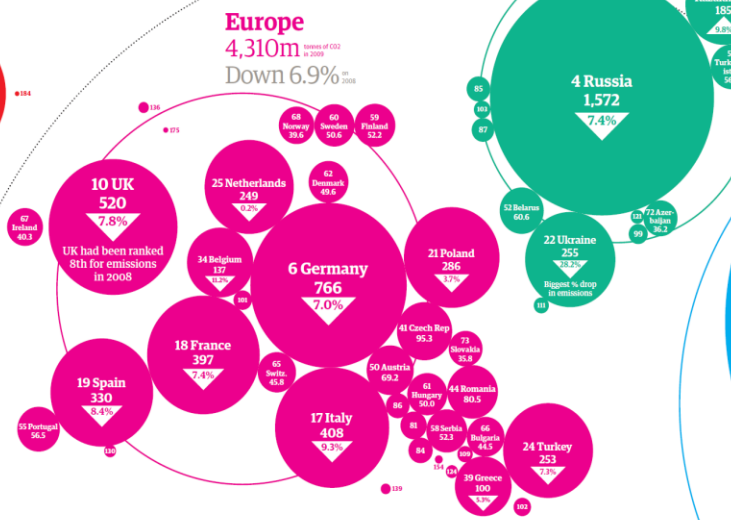 Europe
4,310m tonnes of CO2
in 2009
Down 6.9% on
2008
184
136
175
68
Norway
39.6
60
Sweden
50.6
59
Finland
52.2
10 UK
520
7.8%
UK had been ranked
8th for emissions
in 2008
67
Ireland
40.3
25 Netherlands
249
0.2%
62
Denmark
49.6
34 Belgium
137
11.2%
101
6 Germany
766
7.0%
21 Poland
286
3.7%
18 France
397
7.4%
65
Switz.
45.8
41 Czech Rep
95.3
73
Slovakia
35.8
50 Austria
69.2
61
Hungary
50.0
44 Romania
80.5
86
81
84
58 Serbia
52.3
66
Bulgaria
44.5
109
154
124
19 Spain
330
8.4%
55 Portugal
56.5
130
17 Italy
408
9.3%
139
39 Greece
100
5.3%
102
24 Turkey
253
7.3%
4 Russia
1,572
7.4%
85
103
87
52 Belarus
60.6
22 Ukraine
255
28.2%
Biggest % drop
in emissions
111
121
99
72 Azer-
baijan
36.2
185
9.8%